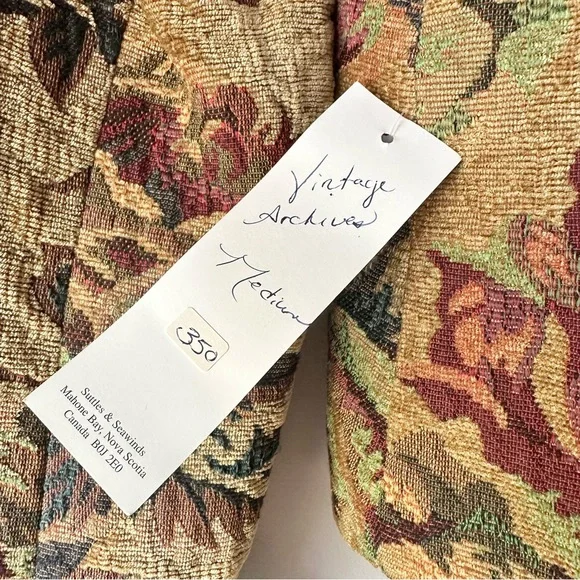 Vintage
Archives
Medium
350
Suttles & Seawinds
Mahone Bay, Nova Scotia
Canada B0J 2E0